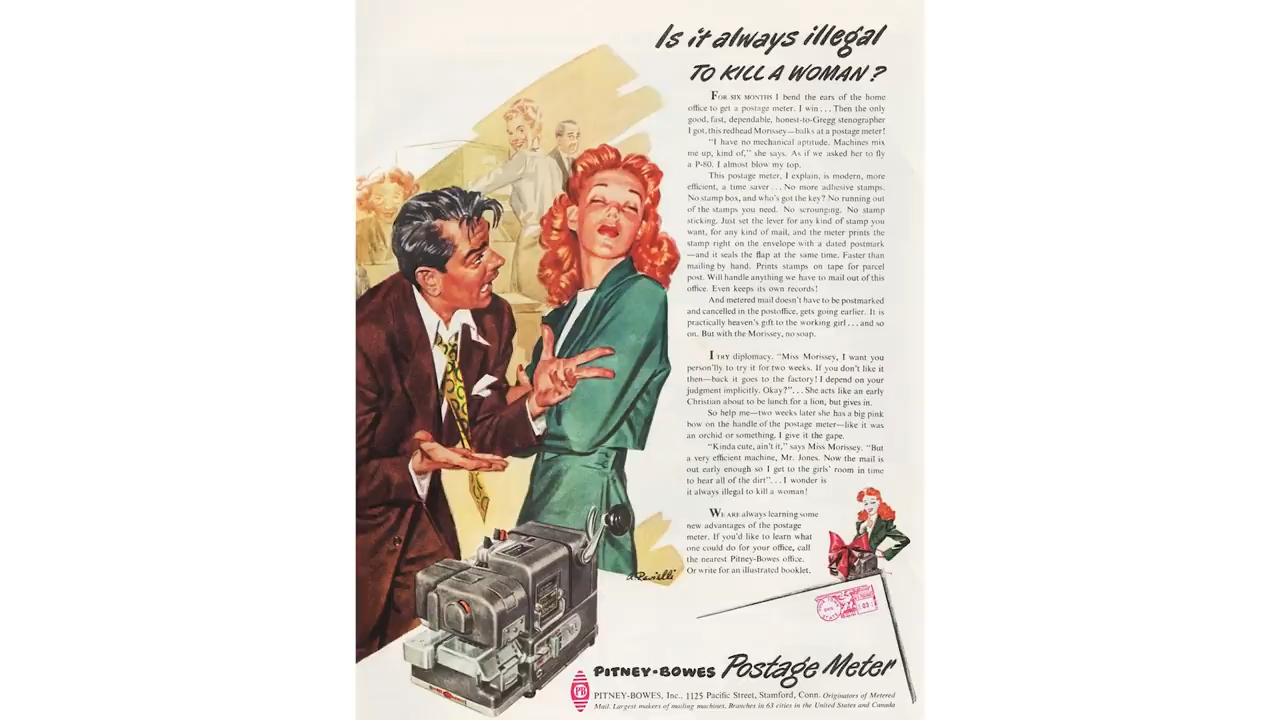 Is it always illegal
TO KILL A WOMAN?
FOR SIX MONTHS I bend the ears of the home
office to get a postage meter. I win . . . Then the only
good, fast, dependable, honest-to-Gregg stenographer
I got, this redhead Morissey—balks at a postage meter!
"I have no mechanical aptitude. Machines mix
me up, kind of," she says. As if we asked her to fly
a P-80. I almost blow my top.
This postage meter, I explain, is modern, more
efficient, a time saver . . . No more adhesive stamps.
No stamp box, and who's got the key? No running out
of the stamps you need. No scrounging. No stamp
sticking. Just set the lever for any kind of stamp you
want, for any kind of mail, and the meter prints the
stamp right on the envelope with a dated postmark
—and it seals the flap at the same time. Faster than
mailing by hand. Prints stamps on tape for parcel
post. Will handle anything we have to mail out of this
office. Even keeps its own records!
And metered mail doesn't have to be postmarked
and cancelled in the postoffice, gets going earlier. It is
practically heaven's gift to the working girl . . . and so
on. But with the Morissey, no soap.
I TRY diplomacy. "Miss Morissey, I want you
person'lly to try it for two weeks. If you don't like it
then—back it goes to the factory! I depend on your
judgment implicitly. Okay?" . . . She acts like an early
Christian about to be lunch for a lion, but gives in.
So help me—two weeks later she has a big pink
bow on the handle of the postage meter—like it was
an orchid or something. I give it the gape.
"Kinda cute, ain't it," says Miss Morissey. "But
a very efficient machine, Mr. Jones. Now the mail is
out early enough so I get to the girls' room in time
to hear all of the dirt" . . . I wonder is
it always illegal to kill a woman!
WE ARE always learning some
new advantages of the postage
meter. If you'd like to learn what
one could do for your office, call
the nearest Pitney-Bowes office.
Or write for an illustrated booklet.
PITNEY-BOWES Postage Meter
PB
PITNEY-BOWES, Inc., 1125 Pacific Street, Stamford, Conn. Originators of Metered
Mail. Largest makers of mailing machines. Branches in 63 cities in the United States and Canada